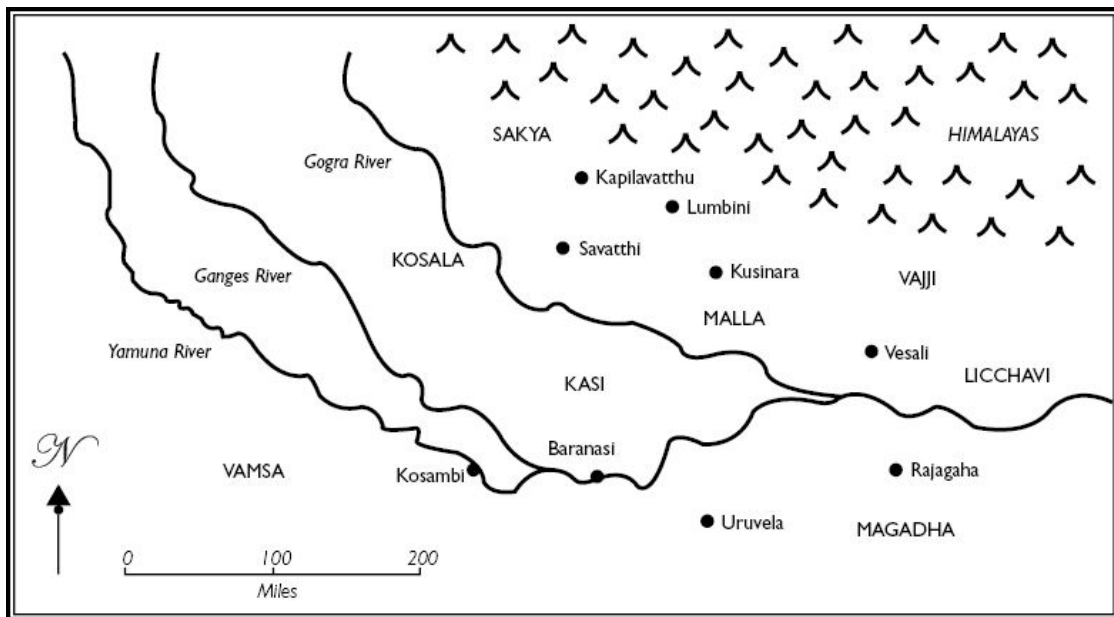 SAKYA
HIMALAYAS
Gogra River
Kapilavatthu
Lumbini
Savatthi
KOSALA
Kusinara
Ganges River
VAJJI
MALLA
Yamuna River
Vesali
LICCHAVI
KASI
N
Baranasi
VAMSA
Kosambi
Rajagaha
Uruvela
MAGADHA
0 100 200
Miles